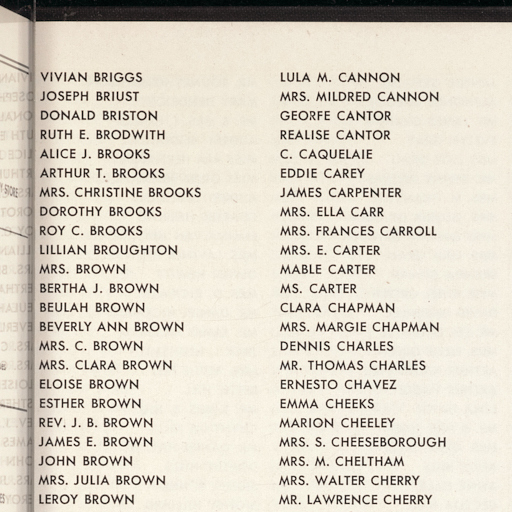 VIVIAN BRIGGS
JOSEPH BRIUST
DONALD BRISTON
RUTH E. BRODWITH
ALICE J. BROOKS
ARTHUR T. BROOKS
MRS. CHRISTINE BROOKS
DOROTHY BROOKS
ROY C. BROOKS
LILLIAN BROUGHTON
MRS. BROWN
BERTHA J. BROWN
BEULAH BROWN
BEVERLY ANN BROWN
MRS. C. BROWN
MRS. CLARA BROWN
ELOISE BROWN
ESTHER BROWN
REV. J. B. BROWN
JAMES E. BROWN
JOHN BROWN
MRS. JULIA BROWN
LEROY BROWN
LULA M. CANNON
MRS. MILDRED CANNON
GEORFE CANTOR
REALISE CANTOR
C. CAQUELAIE
EDDIE CAREY
JAMES CARPENTER
MRS. ELLA CARR
MRS. FRANCES CARROLL
MRS. E. CARTER
MABLE CARTER
MS. CARTER
CLARA CHAPMAN
MRS. MARGIE CHAPMAN
DENNIS CHARLES
MR. THOMAS CHARLES
ERNESTO CHAVEZ
EMMA CHEEKS
MARION CHEELEY
MRS. S. CHEESEBOROUGH
MRS. M. CHELTHAM
MRS. WALTER CHERRY
MR. LAWRENCE CHERRY